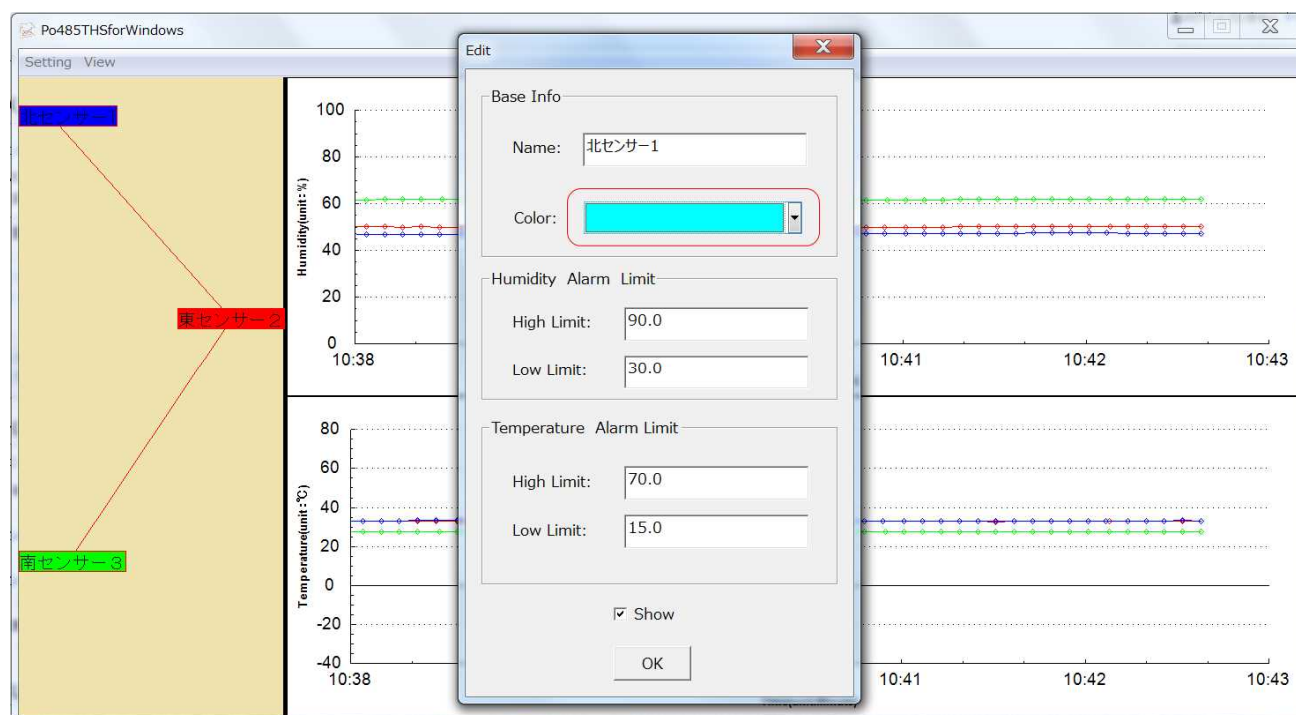 Po485THSforWindows
Setting View
北センサー1
東センサー２
南センサー３
100
80
60
40
20
0
Humidity(unit:%)
10:38
10:41
10:42
10:43
80
60
40
20
0
-20
-40
Temperature(unit:℃)
10:38
10:41
10:42
10:43
Edit
Base Info
Name: 北センサー1
Color:
Humidity Alarm Limit
High Limit: 90.0
Low Limit: 30.0
Temperature Alarm Limit
High Limit: 70.0
Low Limit: 15.0
Show
OK